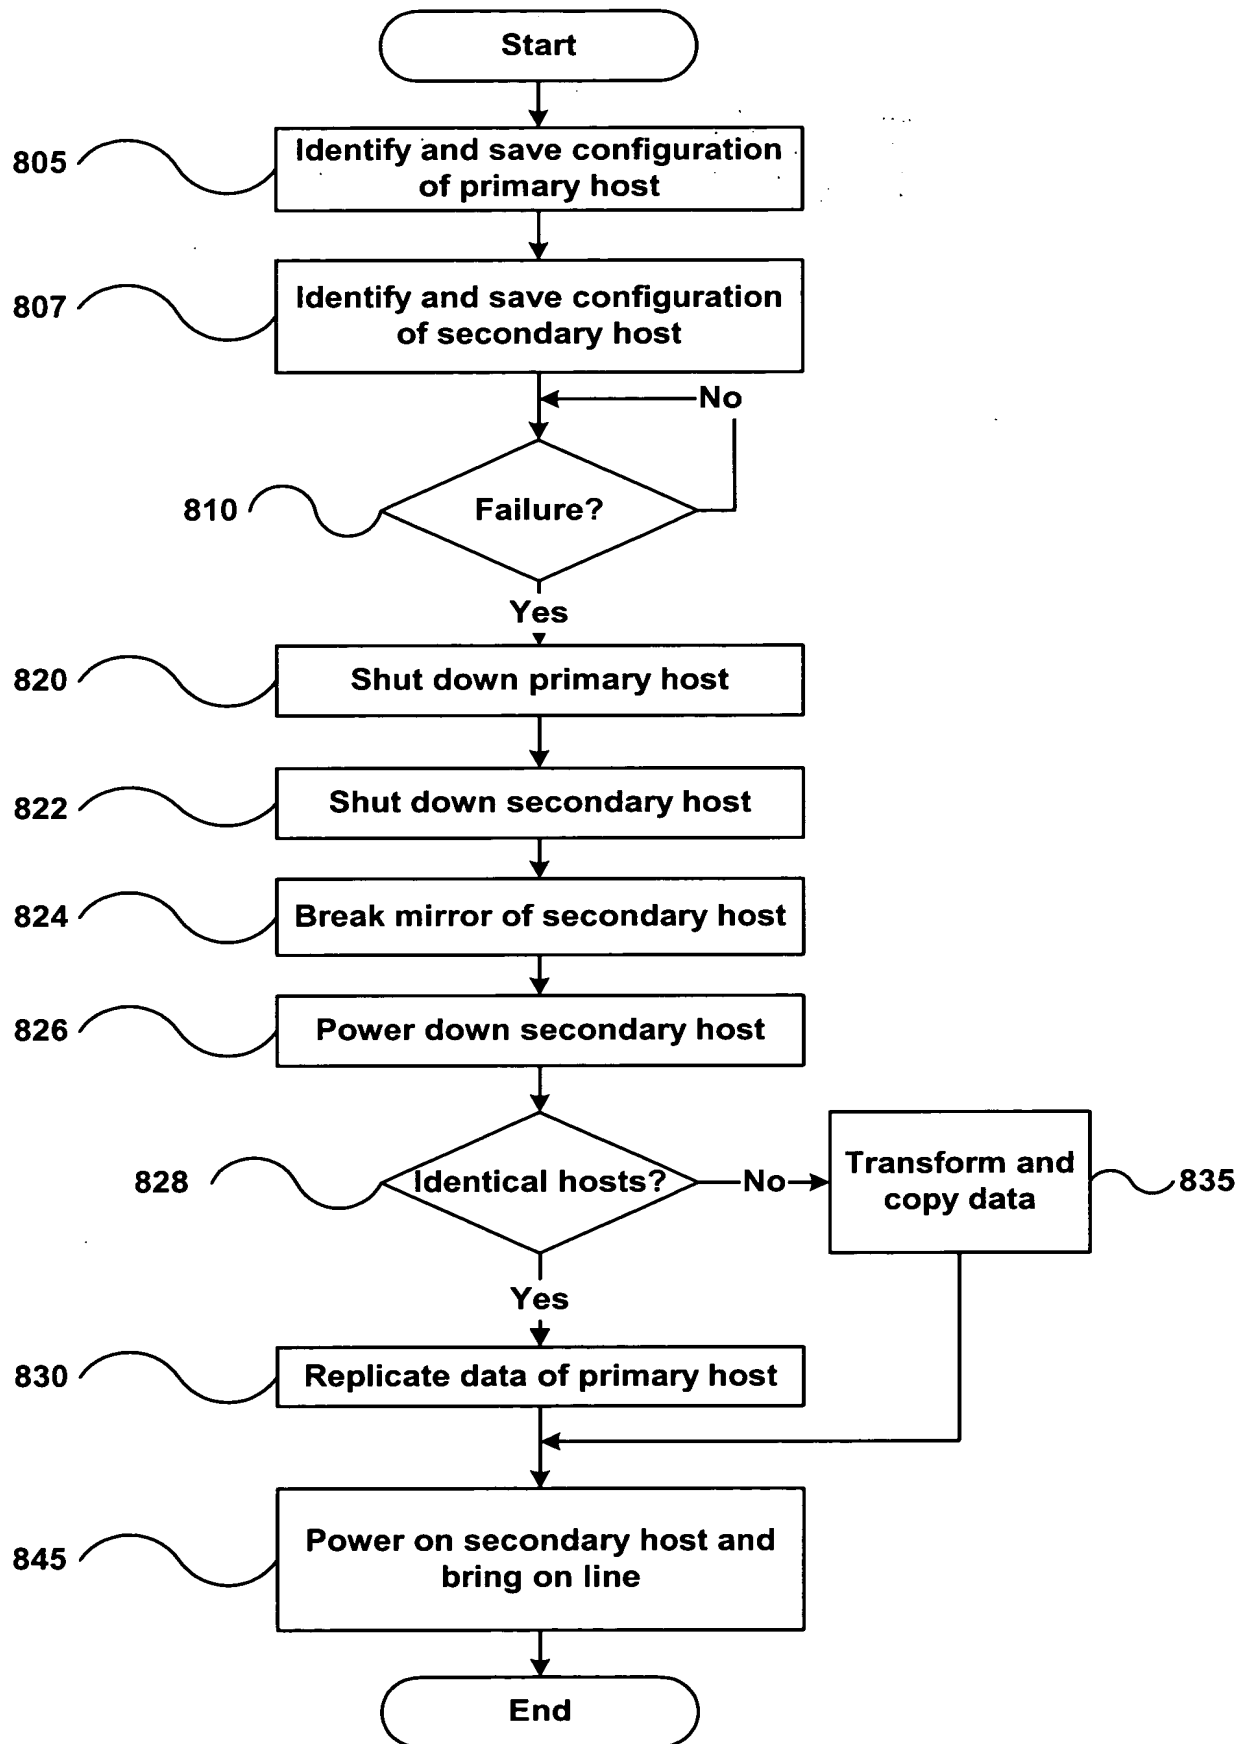 Start
805
Identify and save configuration
of primary host
807
Identify and save configuration
of secondary host
No
810
Failure?
Yes
820
Shut down primary host
822
Shut down secondary host
824
Break mirror of secondary host
826
Power down secondary host
828
Identical hosts?
No
Transform and
copy data
835
Yes
830
Replicate data of primary host
845
Power on secondary host and
bring on line
End